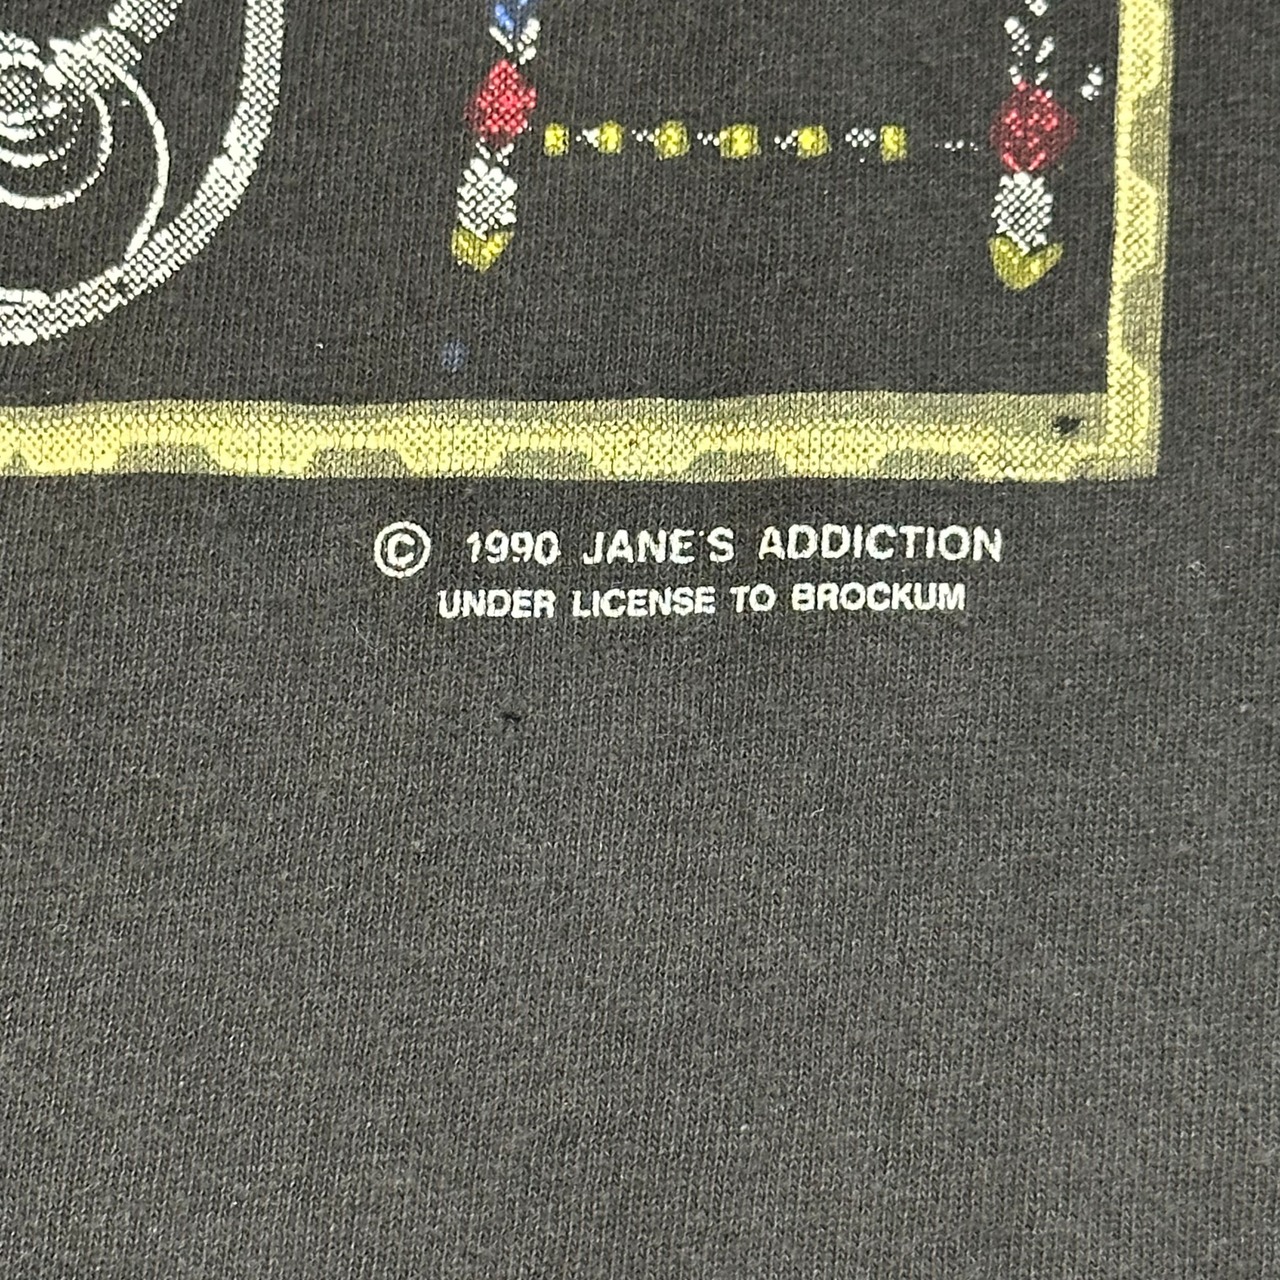 © 1990 JANE'S ADDICTION
UNDER LICENSE TO BROCKUM